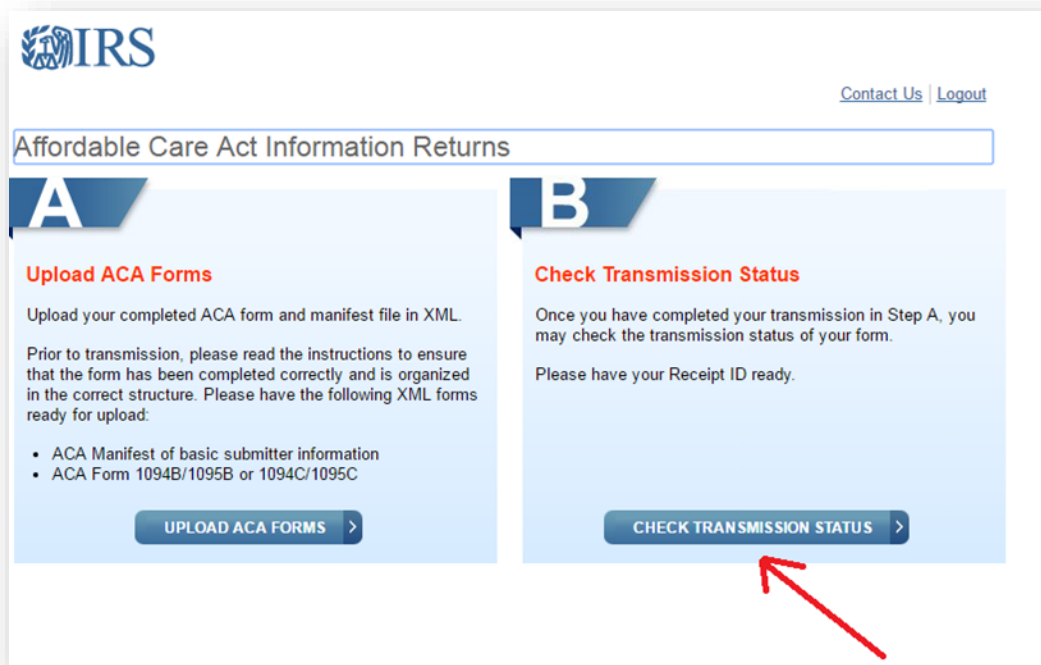 IRS
Contact Us | Logout
Affordable Care Act Information Returns
A
Upload ACA Forms
Upload your completed ACA form and manifest file in XML.
Prior to transmission, please read the instructions to ensure
that the form has been completed correctly and is organized
in the correct structure. Please have the following XML forms
ready for upload:
• ACA Manifest of basic submitter information
• ACA Form 1094B/1095B or 1094C/1095C
UPLOAD ACA FORMS >
B
Check Transmission Status
Once you have completed your transmission in Step A, you
may check the transmission status of your form.
Please have your Receipt ID ready.
CHECK TRANSMISSION STATUS >